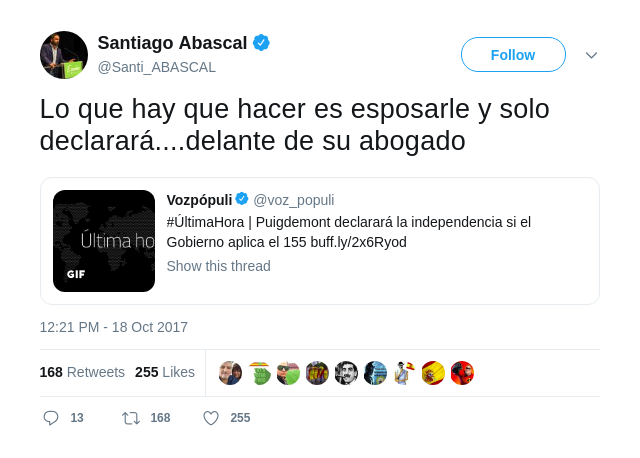 Santiago Abascal
@Santi_ABASCAL
Follow
Lo que hay que hacer es esposarle y solo
declarará....delante de su abogado
Vozpópuli @voz_populi
#ÚltimaHora | Puigdemont declarará la independencia si el
Gobierno aplica el 155 buff.ly/2x6Ryod
Show this thread
Última ho
GIF
12:21 PM - 18 Oct 2017
168 Retweets 255 Likes
13 168 255